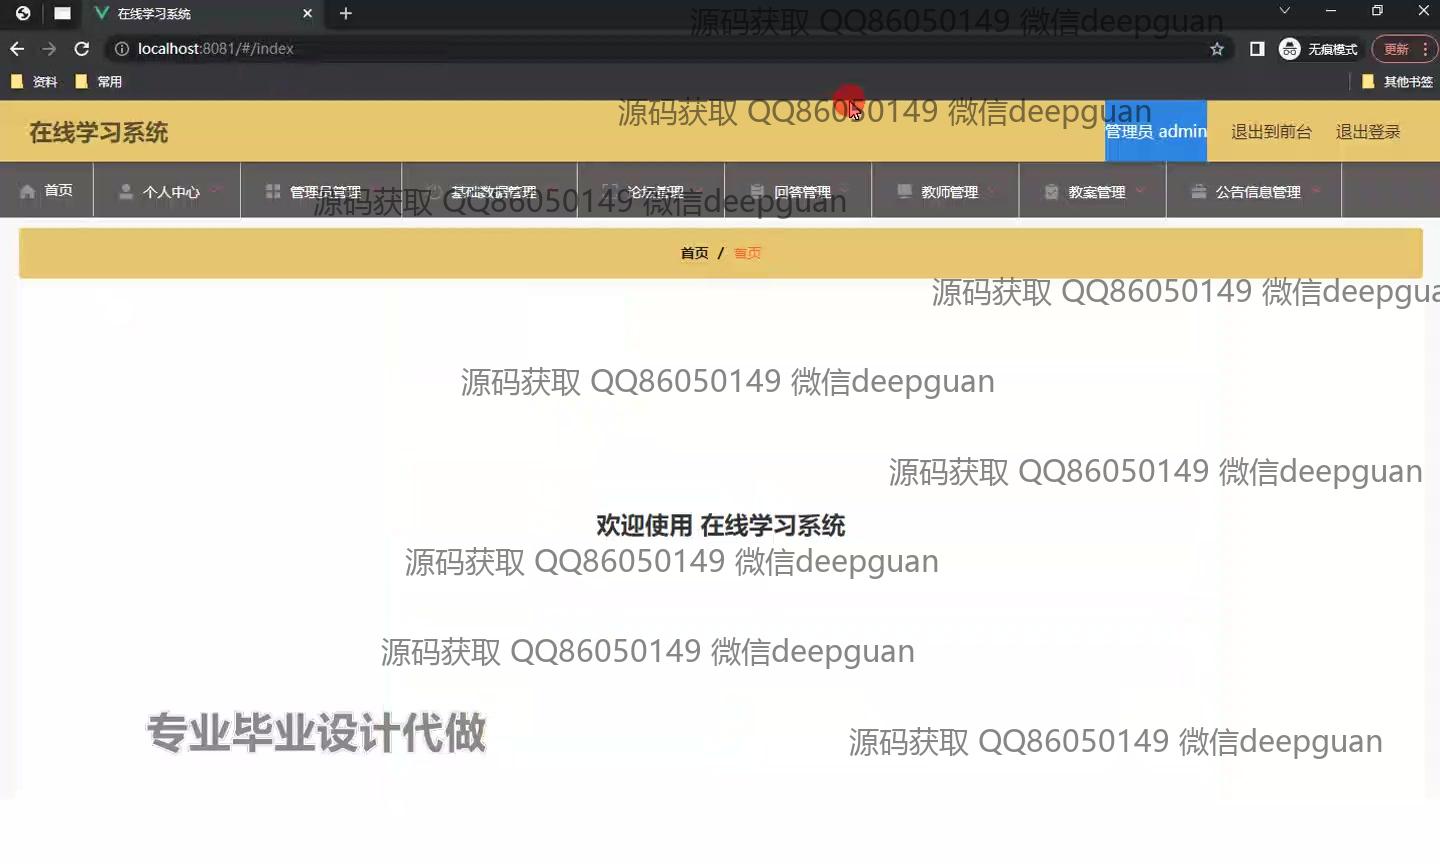 在线学习系统
源码获取 QQ86050149 微信deepguan
localhost:8081/#/index
无痕模式
更新
资料
常用
其他书签
源码获取 QQ86050149 微信deepguan
在线学习系统
管理员 admin
退出到前台
退出登录
首页
个人中心
管理员管理
基础数据管理
论坛管理
回答管理
教师管理
教案管理
公告信息管理
源码获取 QQ86050149 微信deepguan
首页 / 首页
源码获取 QQ86050149 微信deepgua
源码获取 QQ86050149 微信deepguan
源码获取 QQ86050149 微信deepguan
欢迎使用 在线学习系统
源码获取 QQ86050149 微信deepguan
源码获取 QQ86050149 微信deepguan
专业毕业设计代做
源码获取 QQ86050149 微信deepguan